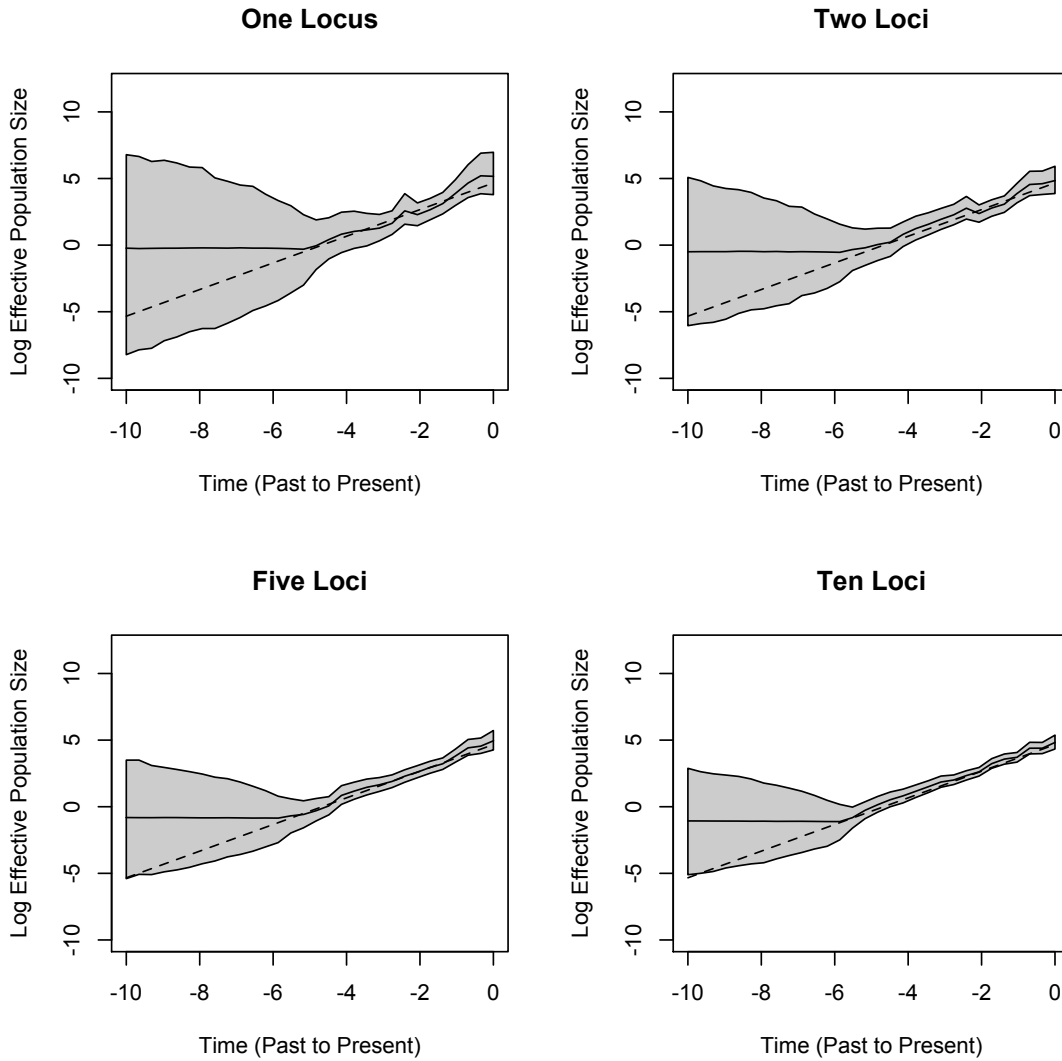 One Locus
Log Effective Population Size
10
5
0
-5
-10
-10 -8 -6 -4 -2 0
Time (Past to Present)
Two Loci
Log Effective Population Size
10
5
0
-5
-10
-10 -8 -6 -4 -2 0
Time (Past to Present)
Five Loci
Log Effective Population Size
10
5
0
-5
-10
-10 -8 -6 -4 -2 0
Time (Past to Present)
Ten Loci
Log Effective Population Size
10
5
0
-5
-10
-10 -8 -6 -4 -2 0
Time (Past to Present)